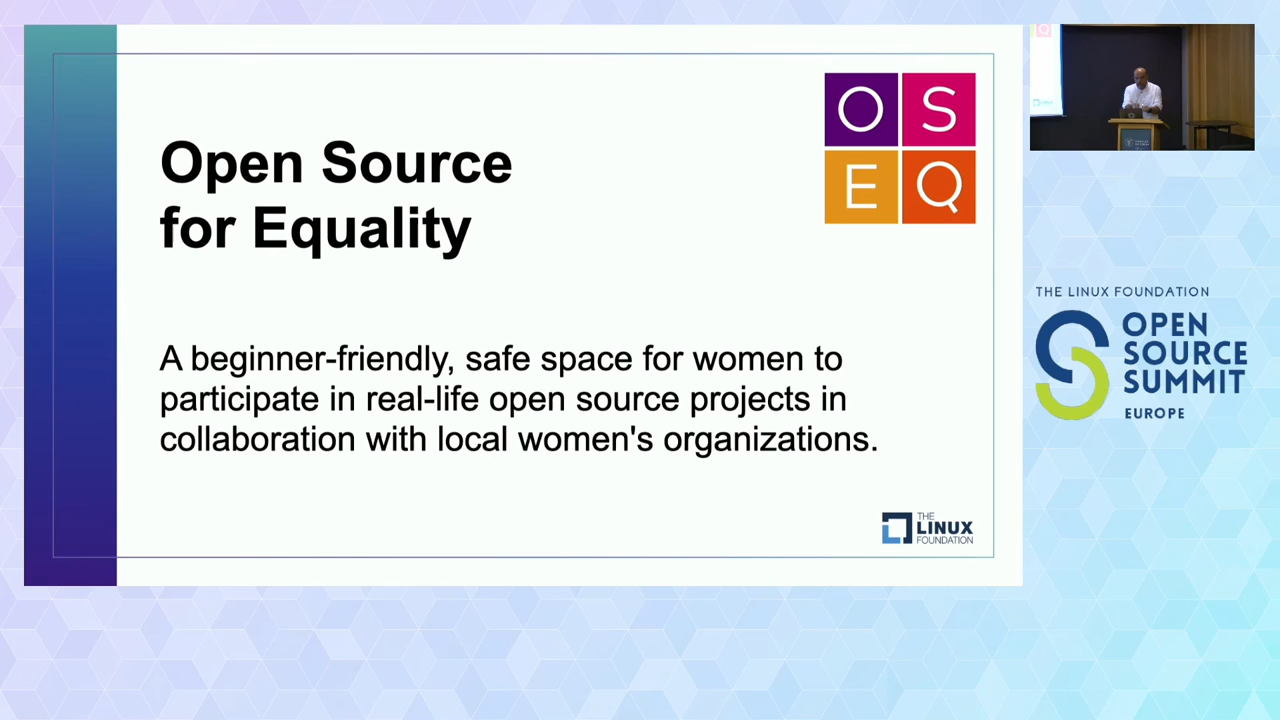 Open Source
for Equality
O S
E Q
A beginner-friendly, safe space for women to
participate in real-life open source projects in
collaboration with local women's organizations.
THE
LINUX
FOUNDATION
THE LINUX FOUNDATION
OPEN
SOURCE
SUMMIT
EUROPE